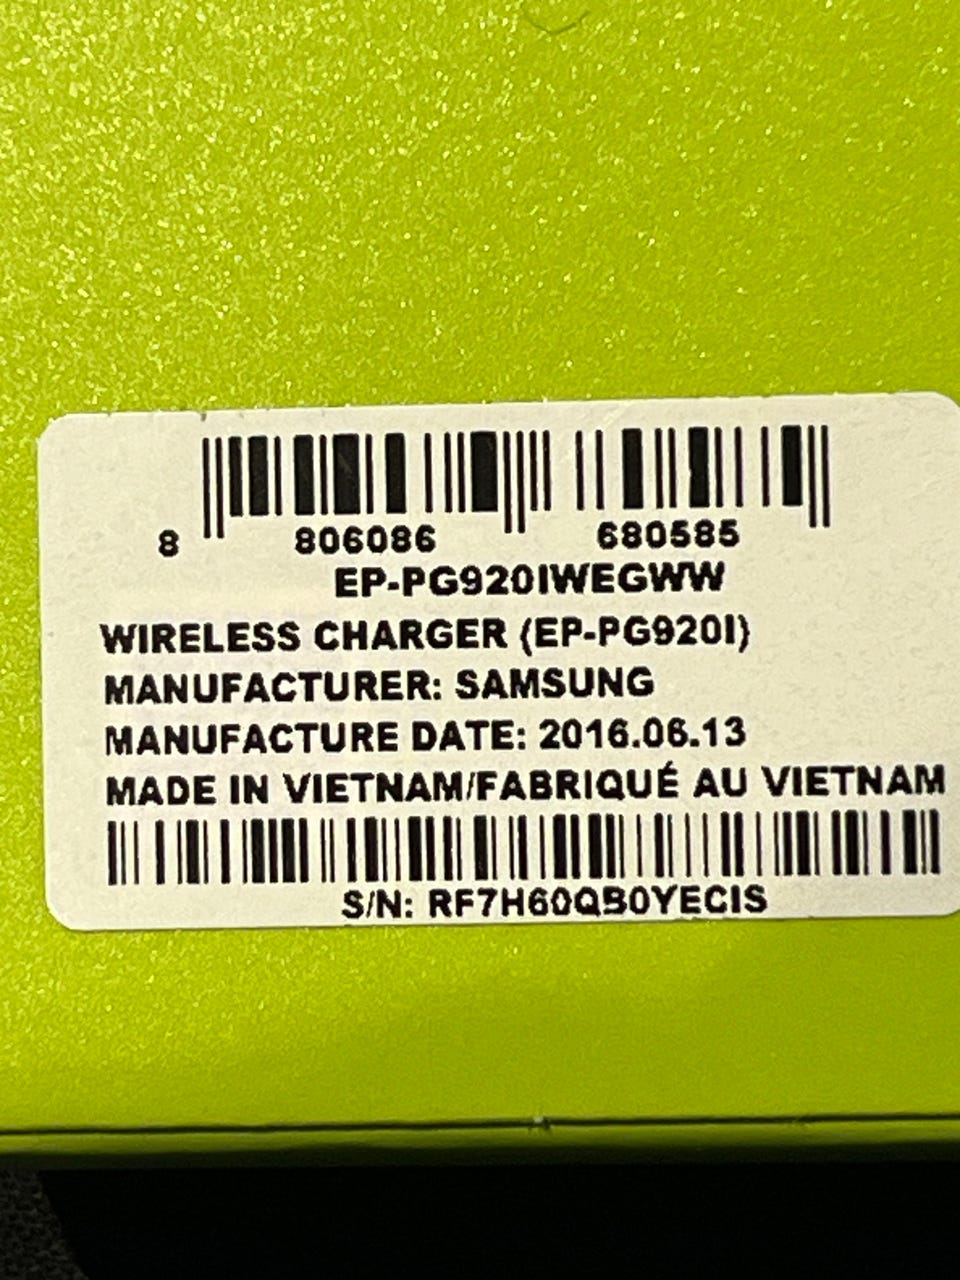 8 806086 680585
EP-PG920IWEGWW
WIRELESS CHARGER (EP-PG920I)
MANUFACTURER: SAMSUNG
MANUFACTURE DATE: 2016.06.13
MADE IN VIETNAM/FABRIQUÉ AU VIETNAM
S/N: RF7H60QB0YECIS